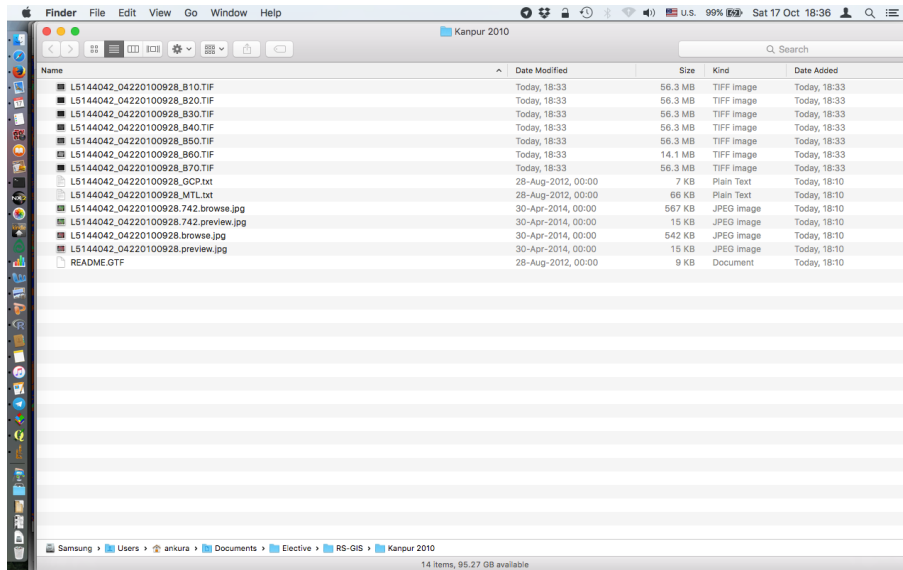 Finder File Edit View Go Window Help U.S. 99% Sat 17 Oct 18:36
Kanpur 2010
Search
Name Date Modified Size Kind Date Added
L5144042_04220100928_B10.TIF Today, 18:33 56.3 MB TIFF image Today, 18:33
L5144042_04220100928_B20.TIF Today, 18:33 56.3 MB TIFF image Today, 18:33
L5144042_04220100928_B30.TIF Today, 18:33 56.3 MB TIFF image Today, 18:33
L5144042_04220100928_B40.TIF Today, 18:33 56.3 MB TIFF image Today, 18:33
L5144042_04220100928_B50.TIF Today, 18:33 56.3 MB TIFF image Today, 18:33
L5144042_04220100928_B60.TIF Today, 18:33 14.1 MB TIFF image Today, 18:33
L5144042_04220100928_B70.TIF Today, 18:33 56.3 MB TIFF image Today, 18:33
L5144042_04220100928_GCP.txt 28-Aug-2012, 00:00 7 KB Plain Text Today, 18:10
L5144042_04220100928_MTL.txt 28-Aug-2012, 00:00 66 KB Plain Text Today, 18:10
L5144042_04220100928.742.browse.jpg 30-Apr-2014, 00:00 567 KB JPEG image Today, 18:10
L5144042_04220100928.742.preview.jpg 30-Apr-2014, 00:00 15 KB JPEG image Today, 18:10
L5144042_04220100928.browse.jpg 30-Apr-2014, 00:00 542 KB JPEG image Today, 18:10
L5144042_04220100928.preview.jpg 30-Apr-2014, 00:00 15 KB JPEG image Today, 18:10
README.GTF 28-Aug-2012, 00:00 9 KB Document Today, 18:10
Samsung › Users › ankura › Documents › Elective › RS-GIS › Kanpur 2010
14 items, 95.27 GB available